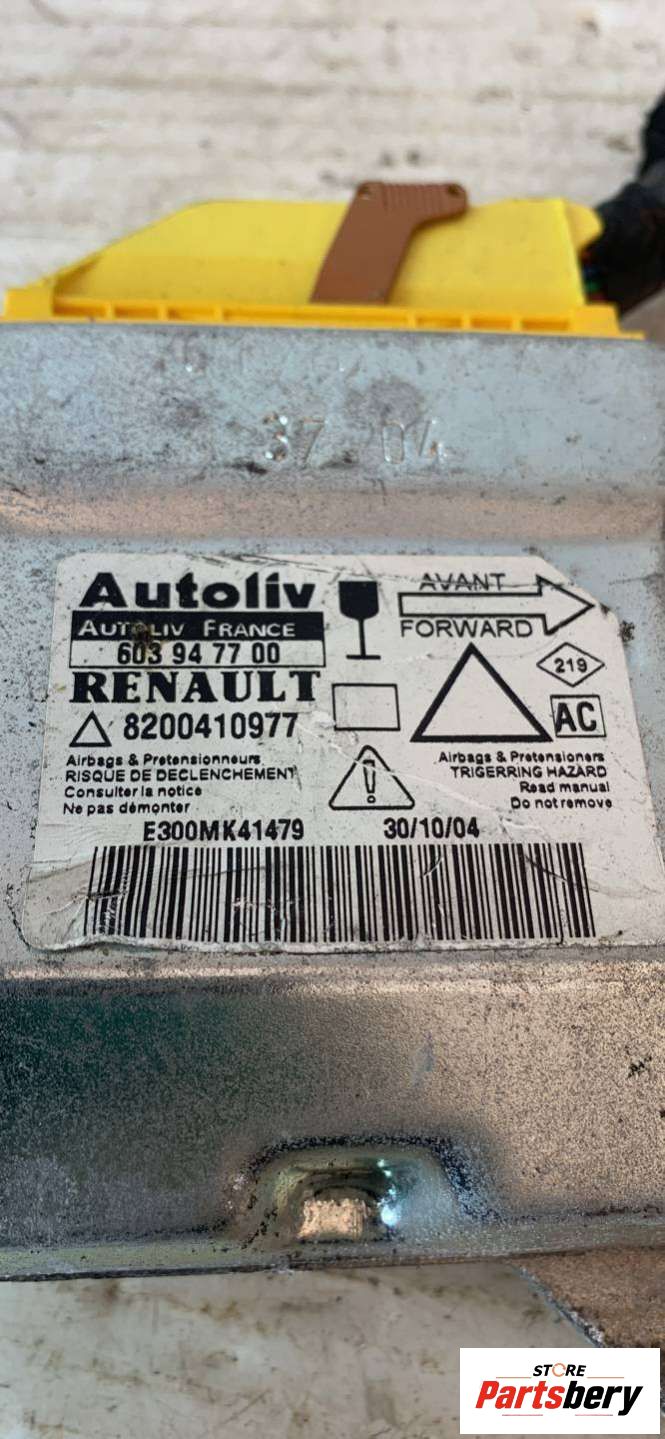 37 04
Autoliv
AUTOLIV FRANCE
603 94 77 00
RENAULT
8200410977
AVANT
FORWARD
219
AC
Airbags & Pretensionneurs
RISQUE DE DECLENCHEMENT
Consulter la notice
Ne pas démonter
Airbags & Pretensioners
TRIGERRING HAZARD
Read manual
Do not remove
E300MK41479
30/10/04
STORE
Partsbery